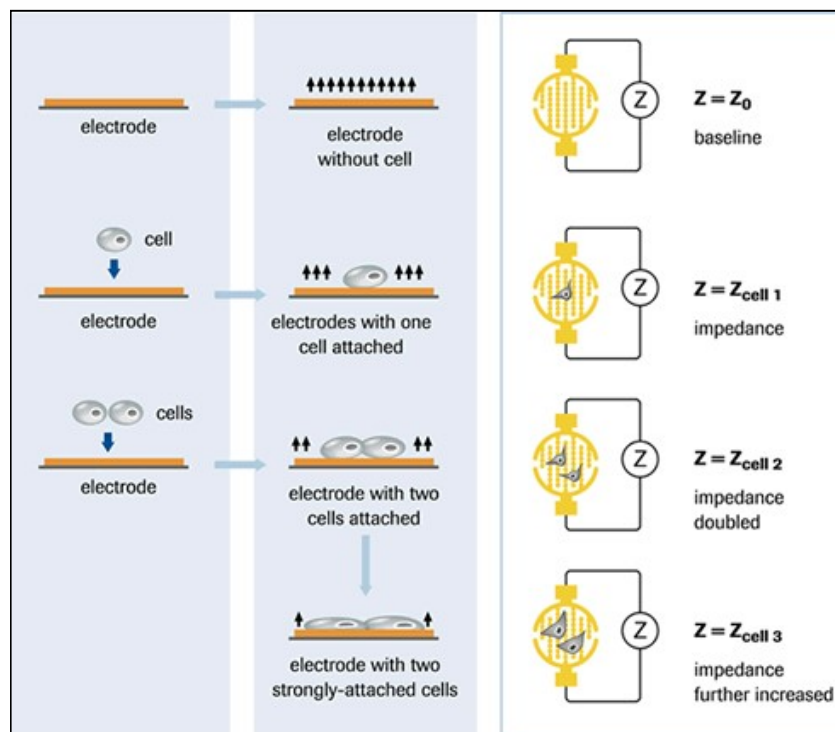 electrode
electrode
without cell
Z
Z = Z0
baseline
cell
electrode
electrodes with one
cell attached
Z
Z = Zcell 1
impedance
cells
electrode
electrode with two
cells attached
Z
Z = Zcell 2
impedance
doubled
electrode with two
strongly-attached cells
Z
Z = Zcell 3
impedance
further increased